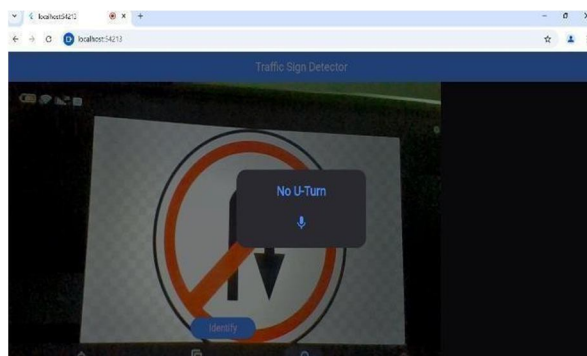 localhost:54213
localhost:54213
Traffic Sign Detector
No U-Turn
Identify